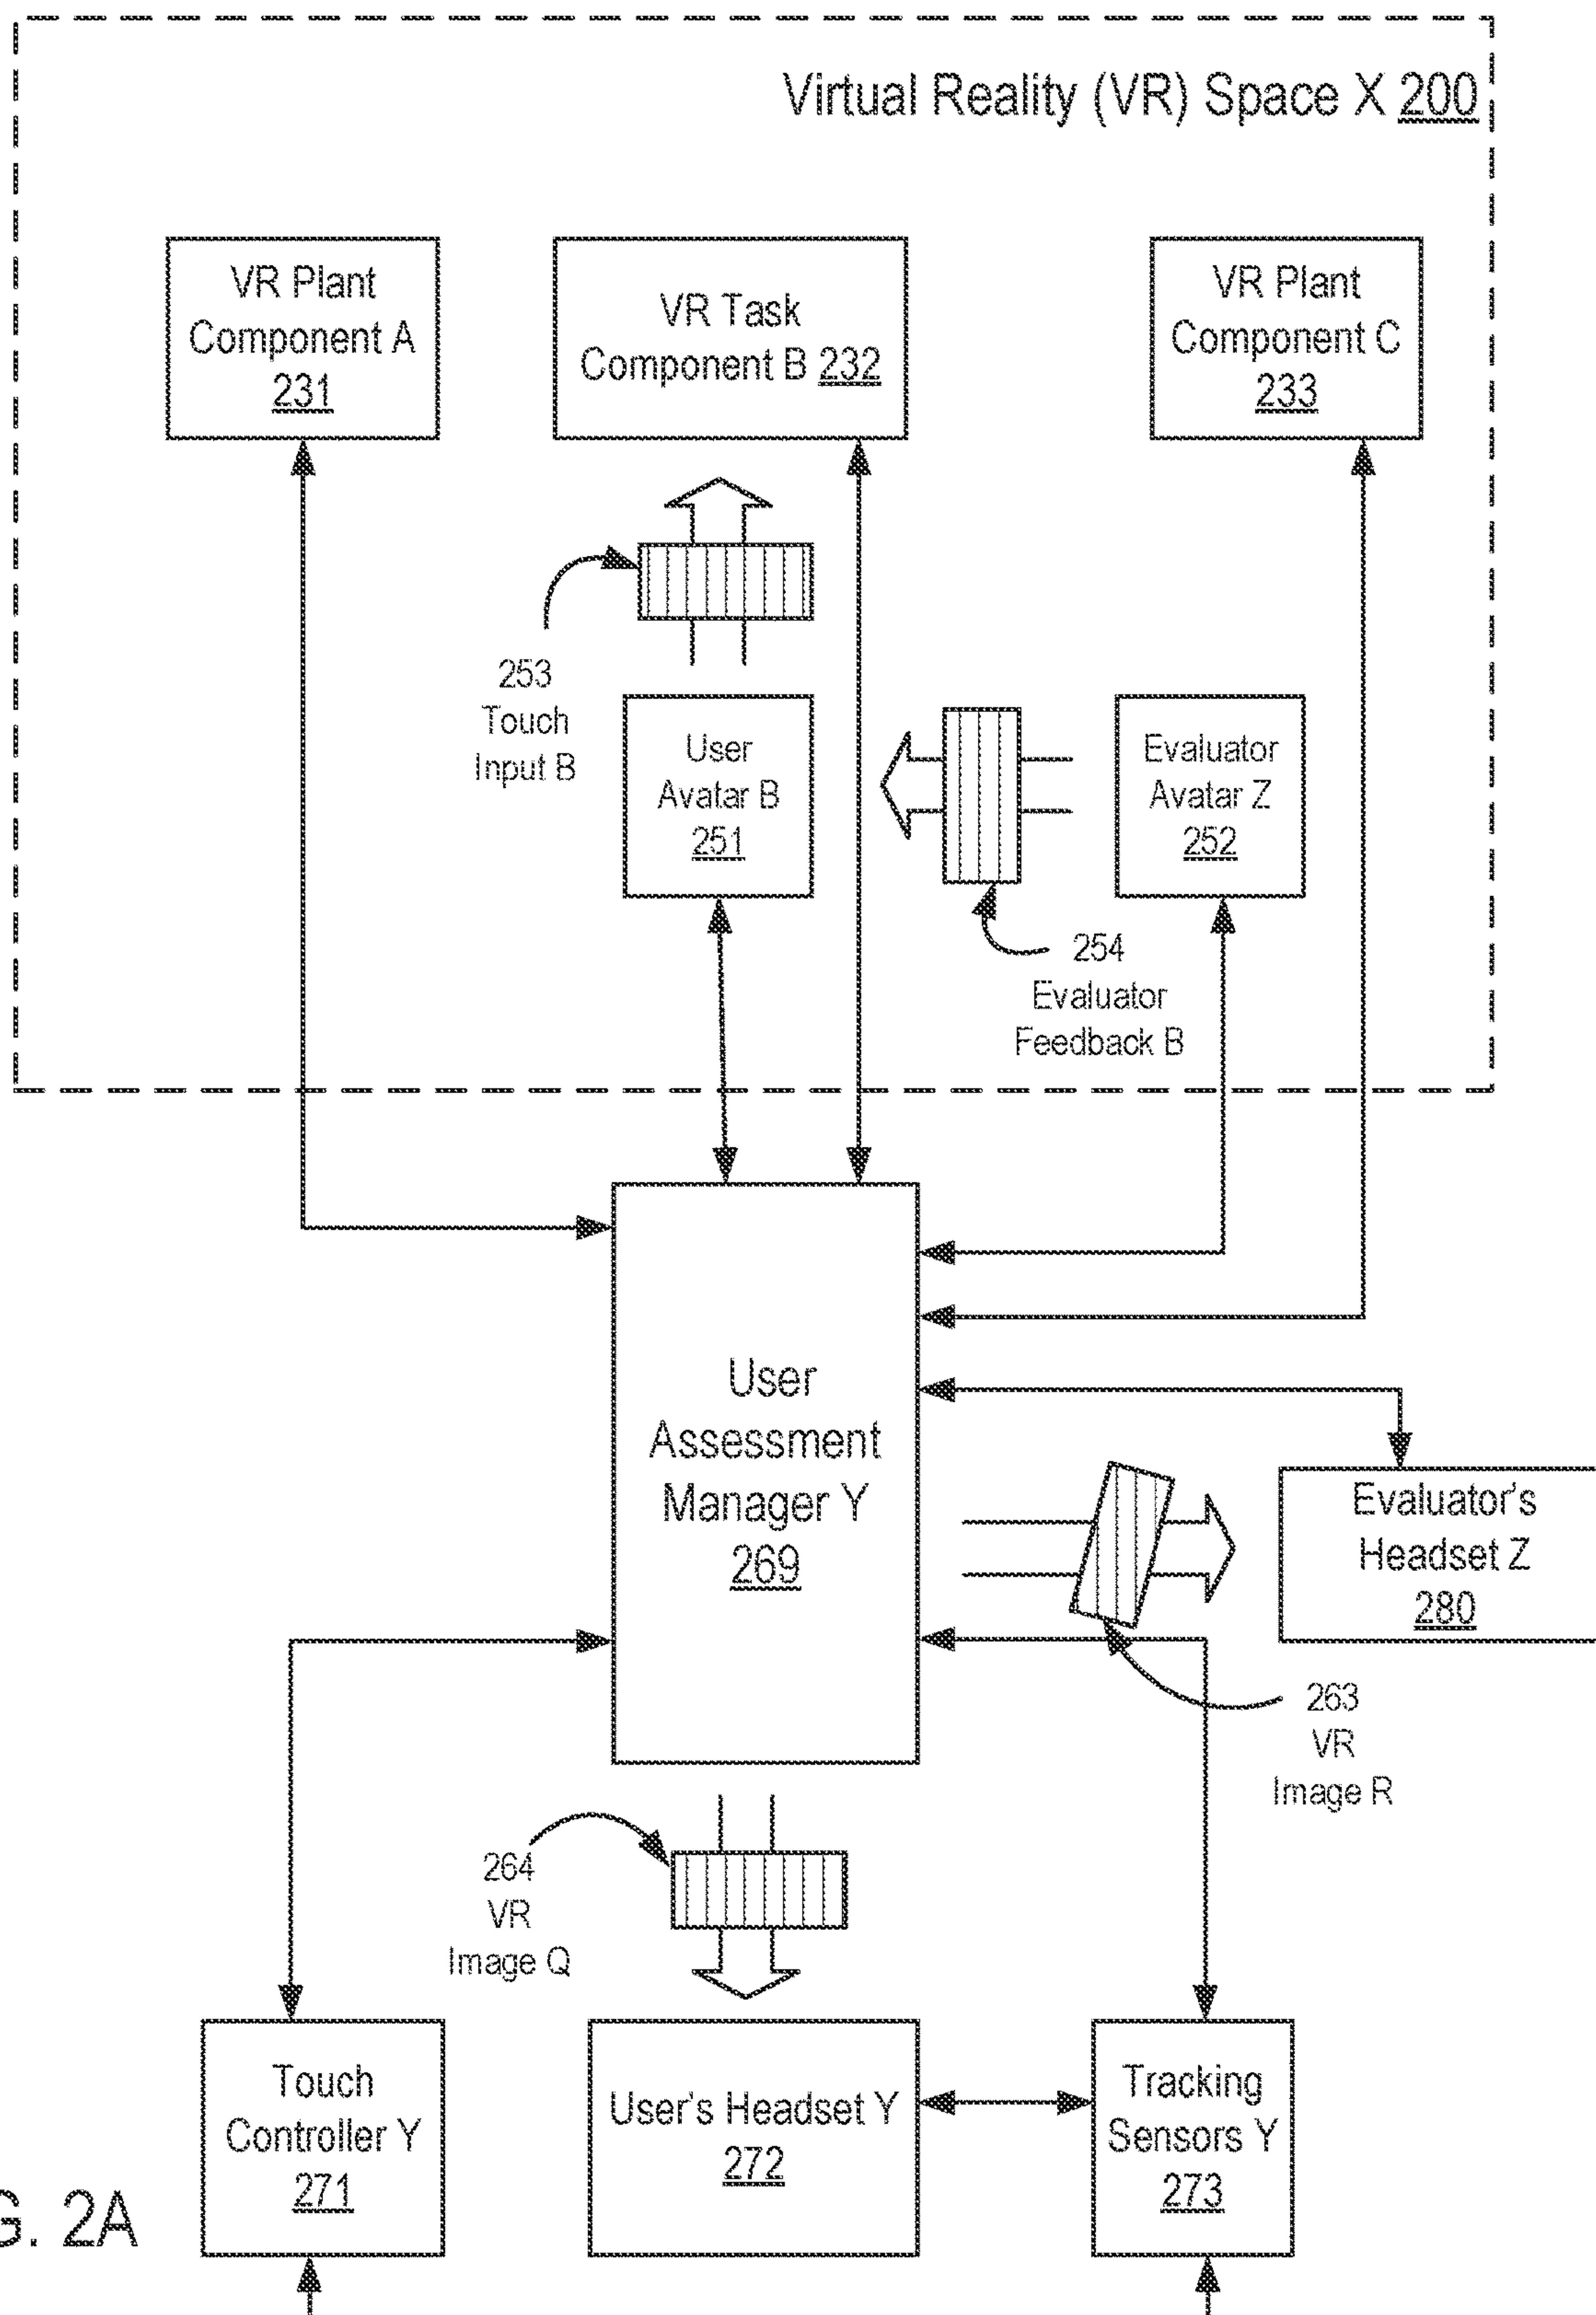 Virtual Reality (VR) Space X 200
VR Plant
Component A
231
VR Task
Component B 232
VR Plant
Component C
233
253
Touch
Input B
User
Avatar B
251
Evaluator
Avatar Z
252
254
Evaluator
Feedback B
User
Assessment
Manager Y
269
Evaluator's
Headset Z
280
263
VR
Image R
264
VR
Image Q
Touch
Controller Y
271
User's Headset Y
272
Tracking
Sensors Y
273
G. 2A